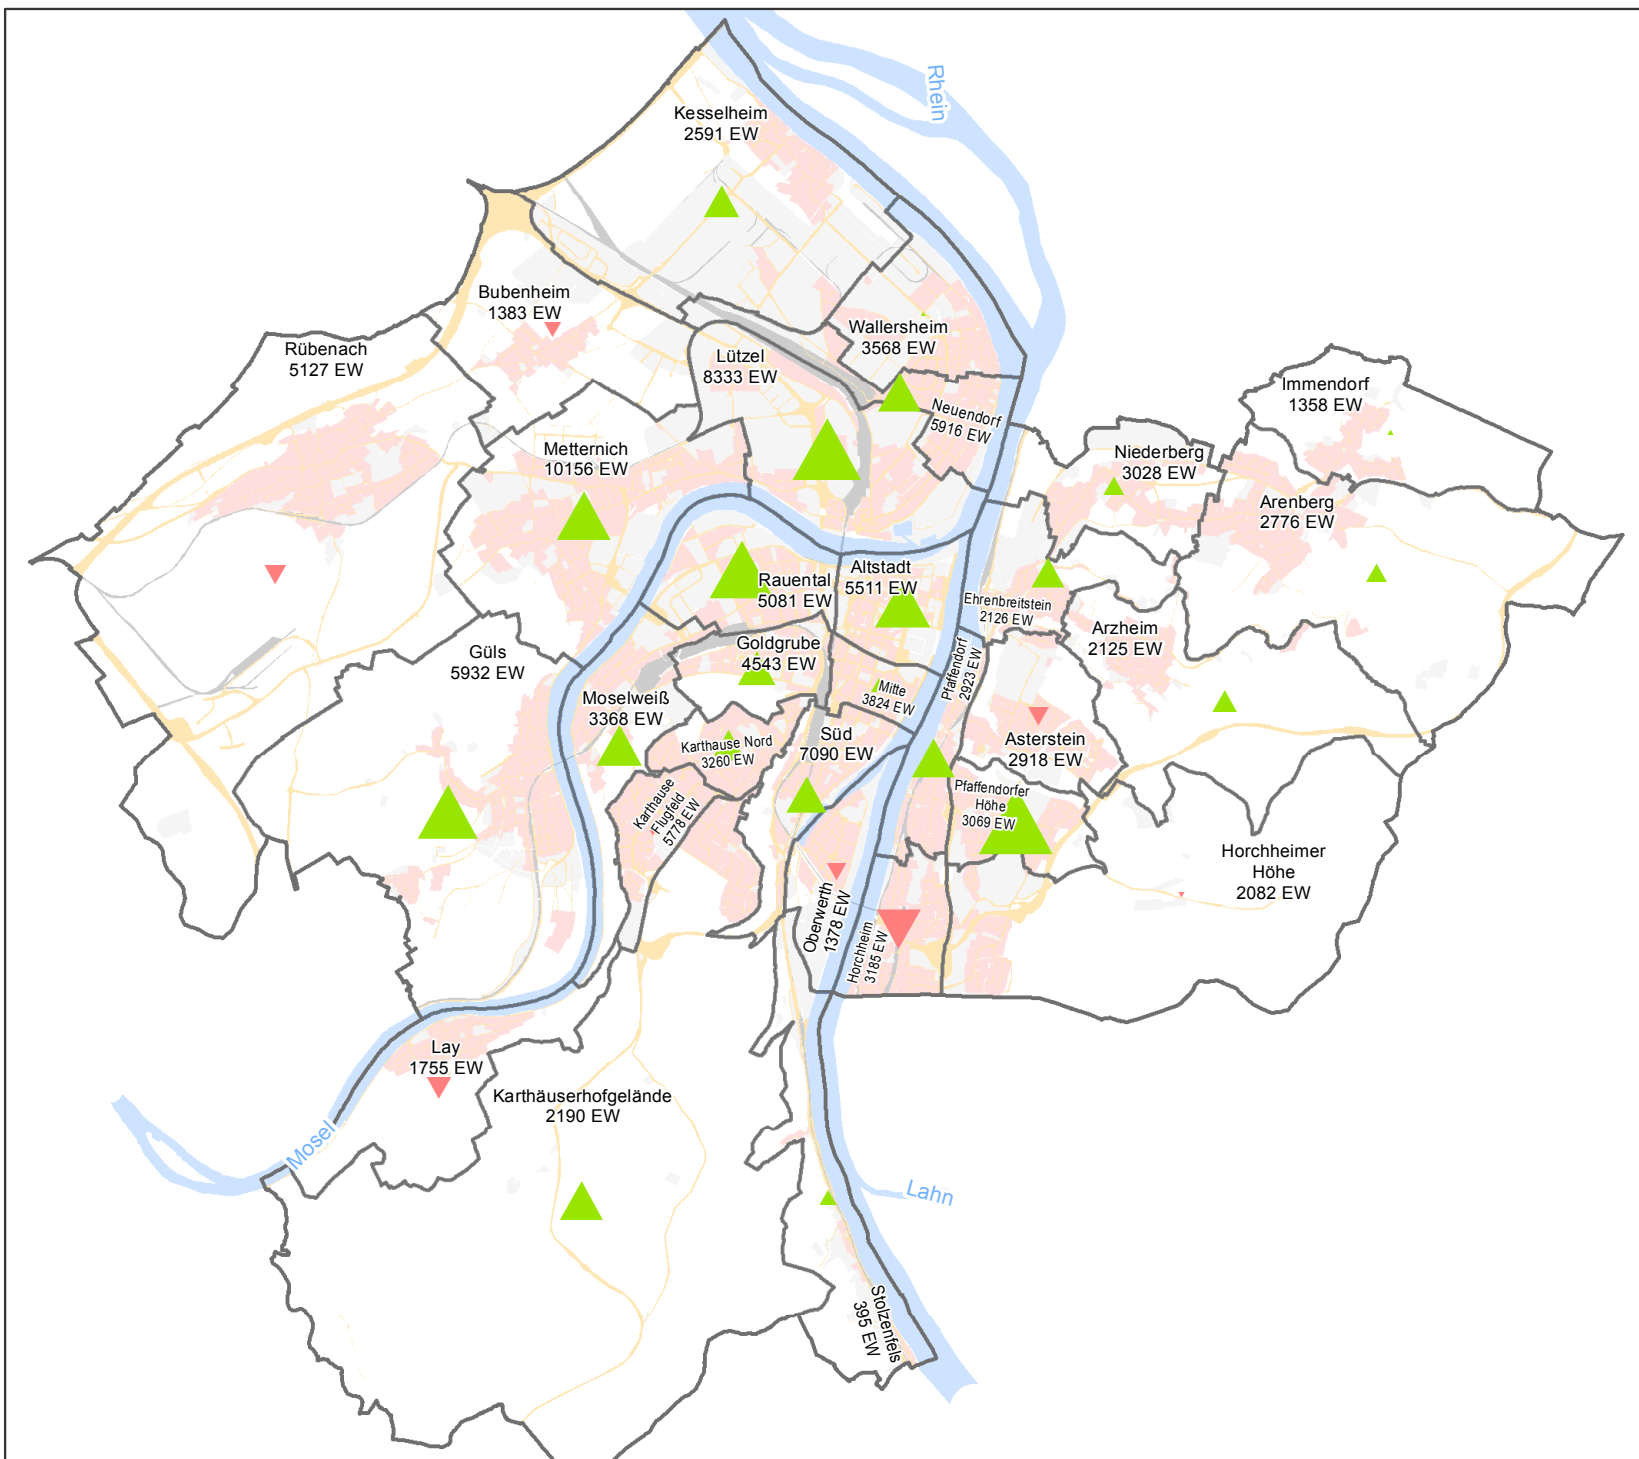 Rhein
Kesselheim
2591 EW
Bubenheim
1383 EW
Wallersheim
3568 EW
Rübenach
5127 EW
Lützel
8333 EW
Immendorf
1358 EW
Neuendorf
5916 EW
Metternich
10156 EW
Niederberg
3028 EW
Arenberg
2776 EW
Altstadt
5511 EW
Rauental
5081 EW
Ehrenbreitstein
2126 EW
Arzheim
2125 EW
Goldgrube
4543 EW
Güls
5932 EW
Pfaffendorf
2923 EW
Mitte
3824 EW
Moselweiß
3368 EW
Süd
7090 EW
Karthause Nord
3260 EW
Asterstein
2918 EW
Karthause
Flugfeld
5778 EW
Pfaffendorfer
Höhe
3069 EW
Horchheimer
Höhe
2082 EW
Oberwerth
1378 EW
Horchheim
3185 EW
Lay
1755 EW
Karthäuserhofgelände
2190 EW
Mosel
Lahn
Stolzenfels
395 EW